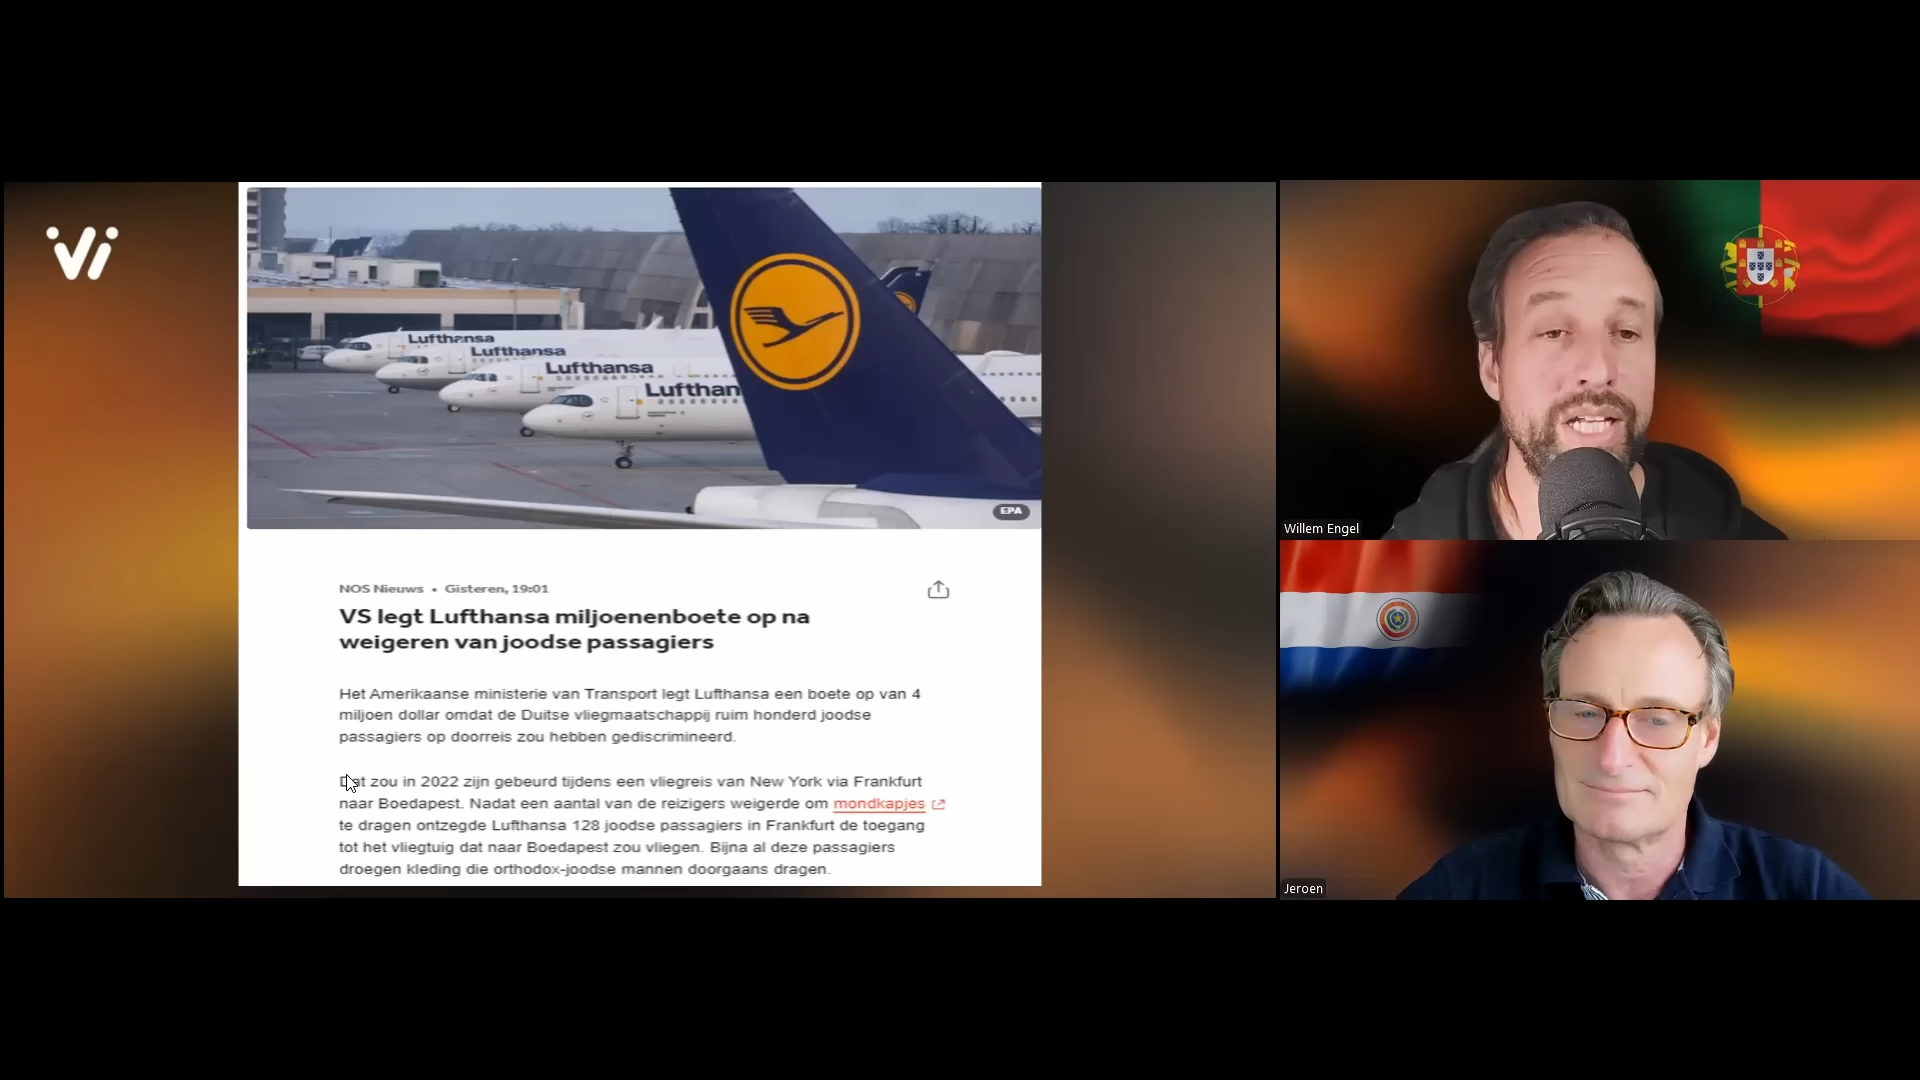 Lufthansa
Lufthansa
Lufthansa
Lufthan
EPA
NOS Nieuws • Gisteren, 19:01
VS legt Lufthansa miljoenenboete op na
weigeren van joodse passagiers
Het Amerikaanse ministerie van Transport legt Lufthansa een boete op van 4
miljoen dollar omdat de Duitse vliegmaatschappij ruim honderd joodse
passagiers op doorreis zou hebben gediscrimineerd.
Dat zou in 2022 zijn gebeurd tijdens een vliegreis van New York via Frankfurt
naar Boedapest. Nadat een aantal van de reizigers weigerde om mondkapjes
te dragen ontzegde Lufthansa 128 joodse passagiers in Frankfurt de toegang
tot het vliegtuig dat naar Boedapest zou vliegen. Bijna al deze passagiers
droegen kleding die orthodox-joodse mannen doorgaans dragen.
Willem Engel
Jeroen